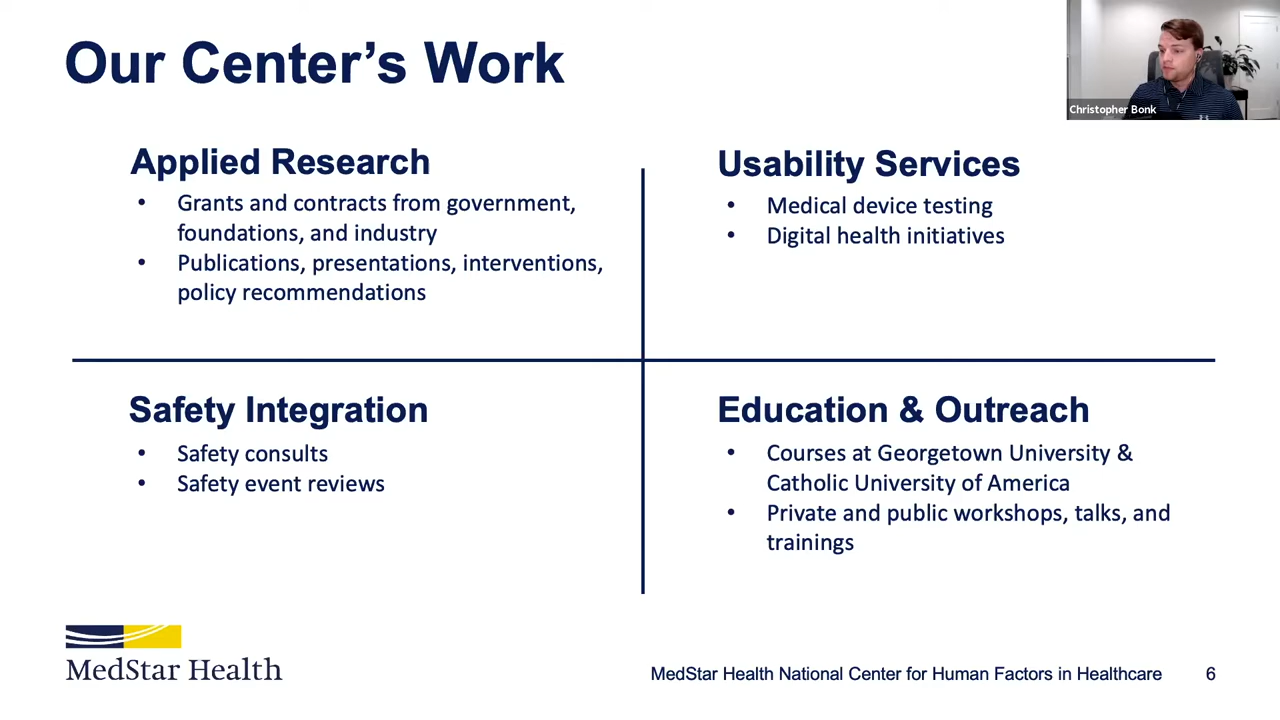 Our Center’s Work
Christopher Bonk
Applied Research
• Grants and contracts from government,
foundations, and industry
• Publications, presentations, interventions,
policy recommendations
Usability Services
• Medical device testing
• Digital health initiatives
Safety Integration
• Safety consults
• Safety event reviews
Education & Outreach
• Courses at Georgetown University &
Catholic University of America
• Private and public workshops, talks, and
trainings
MedStar Health
MedStar Health National Center for Human Factors in Healthcare
6